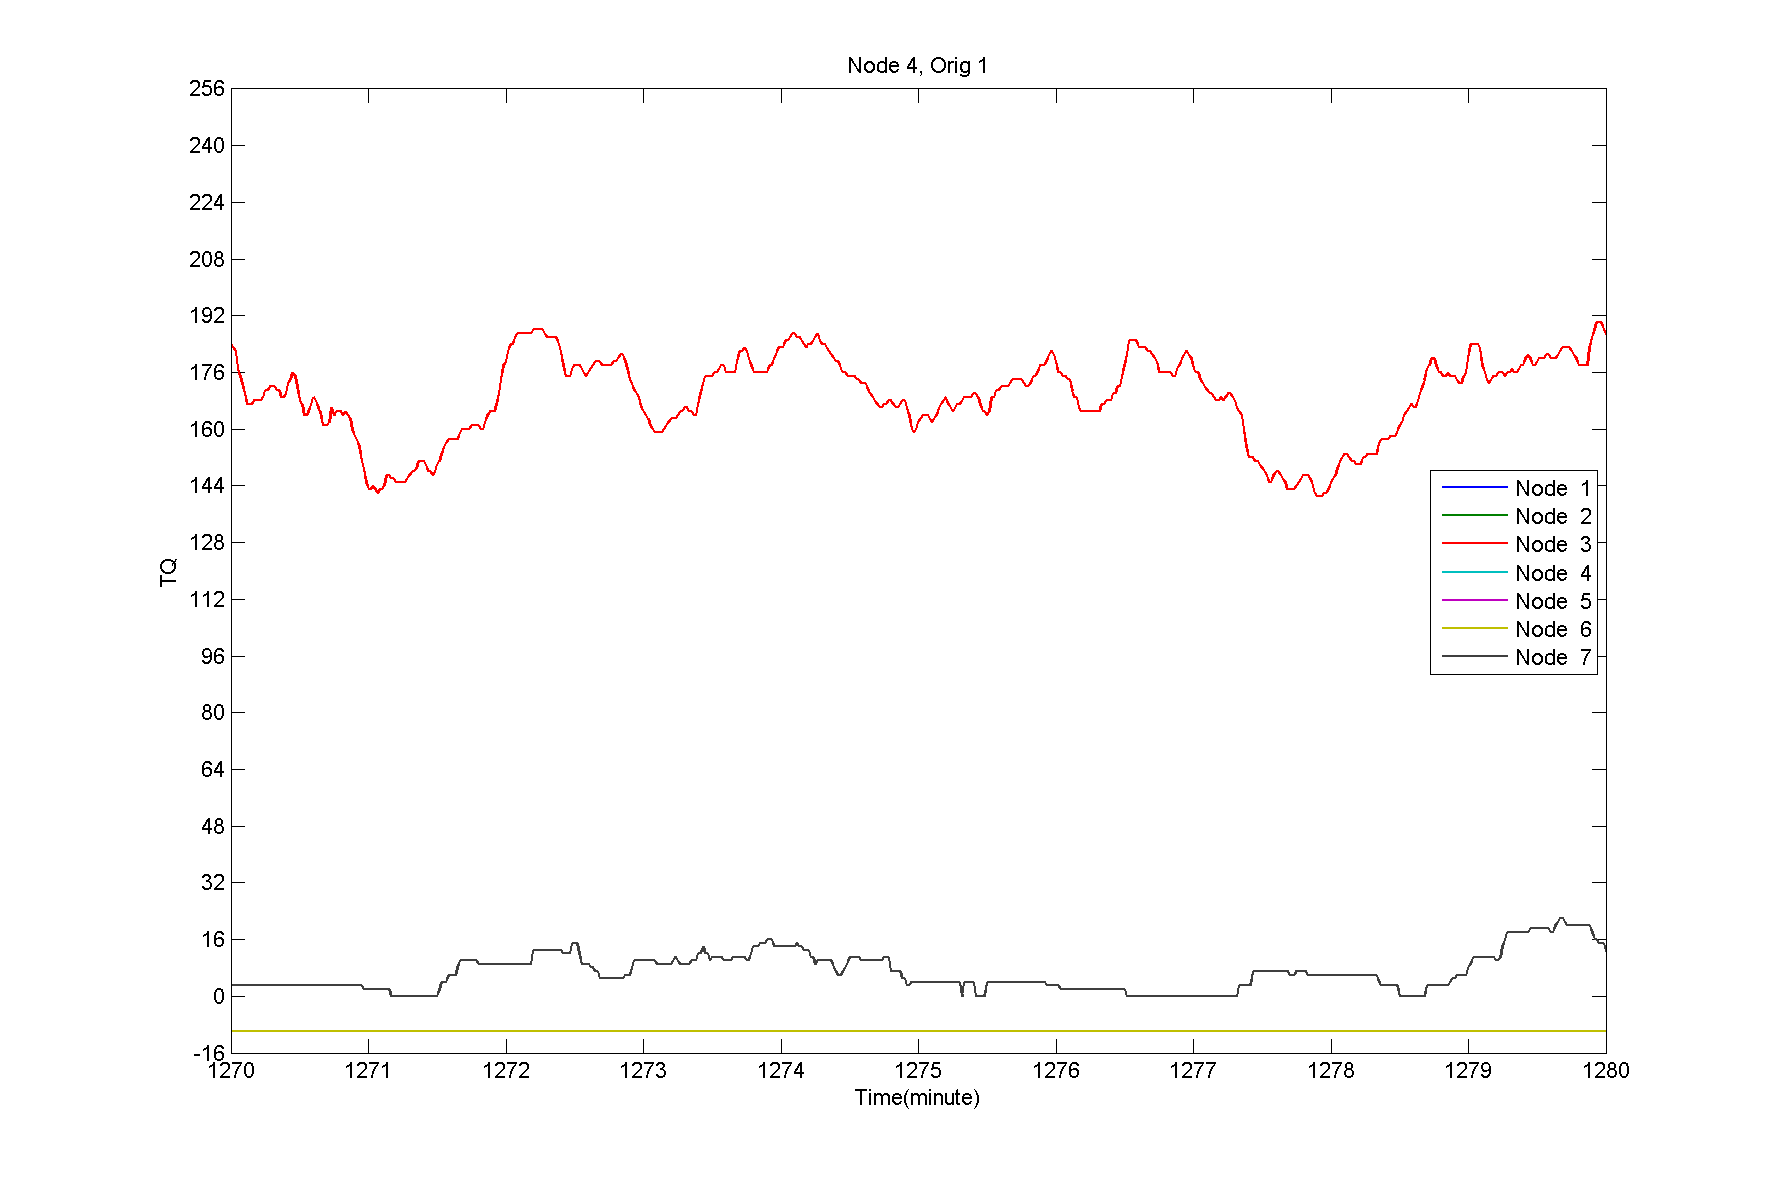 Node 4, Orig 1
256
240
224
208
192
176
160
144
128
112
96
80
64
48
32
16
0
-16
TQ
Node 1
Node 2
Node 3
Node 4
Node 5
Node 6
Node 7
1270 1271 1272 1273 1274 1275 1276 1277 1278 1279 1280
Time(minute)